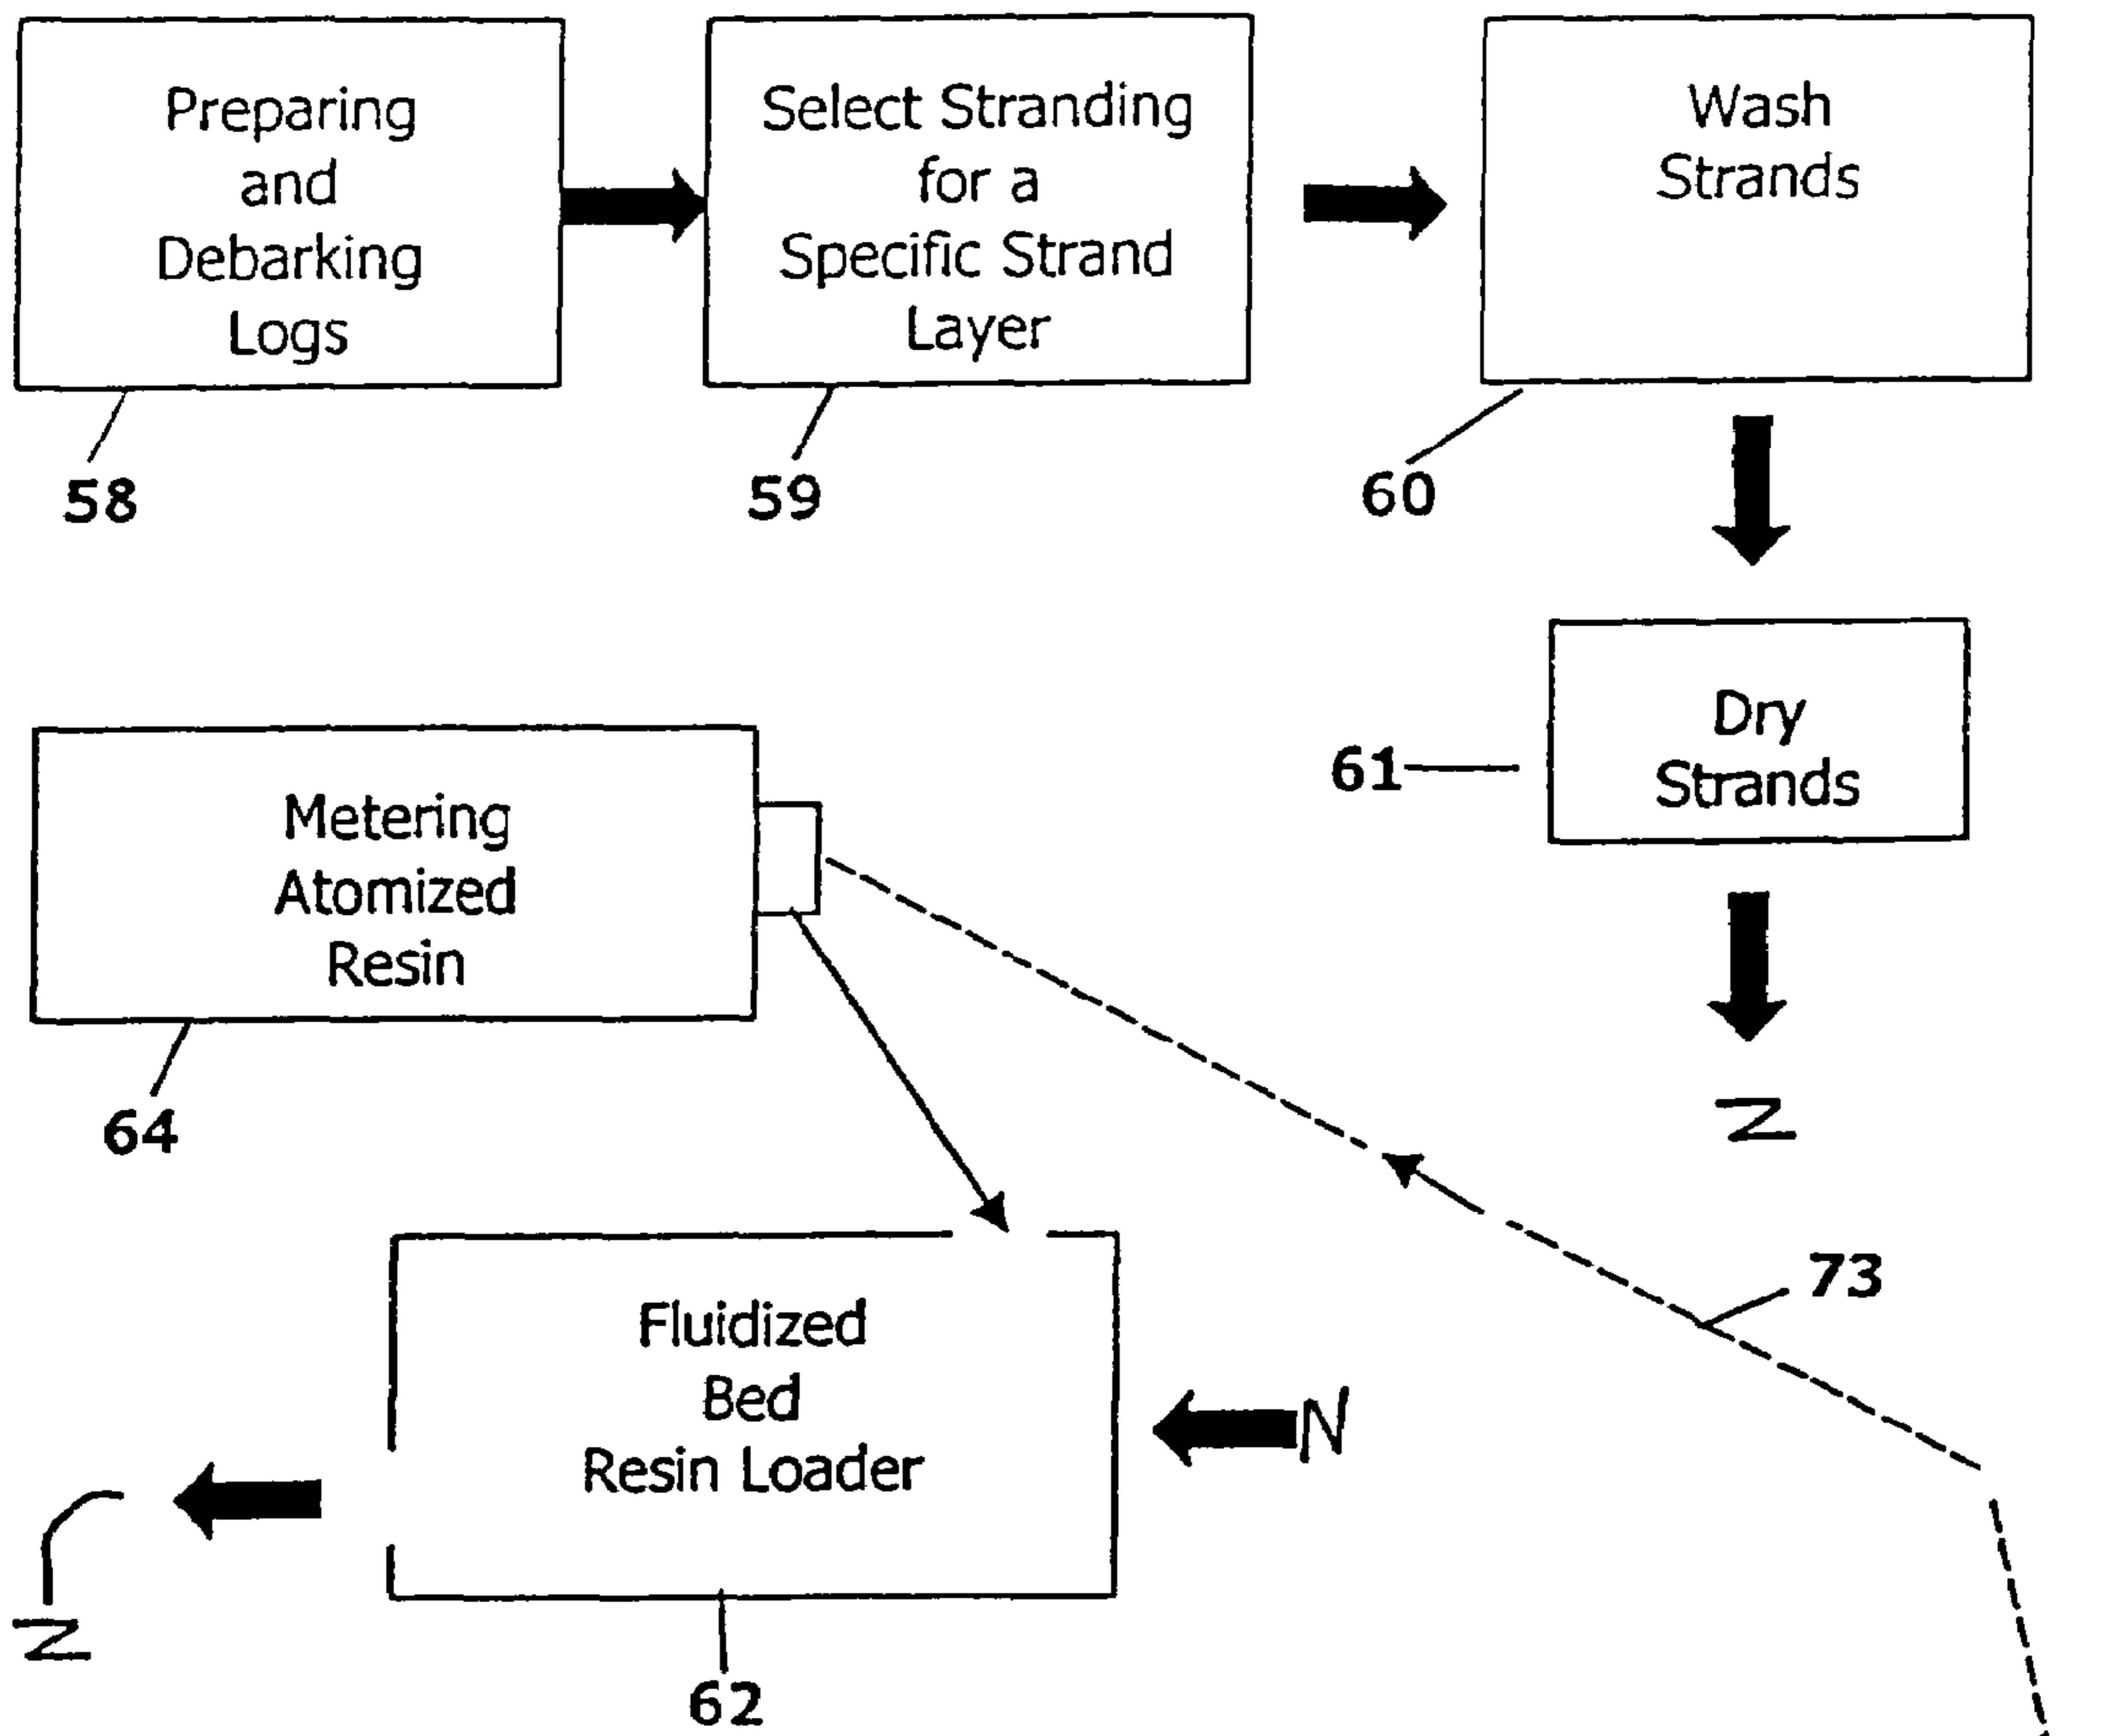 Preparing
and
Debarking
Logs
58
Select Stranding
for a
Specific Strand
Layer
59
Wash
Strands
60
Dry
Strands
61
Metering
Atomized
Resin
64
73
Fluidized
Bed
Resin Loader
62
N